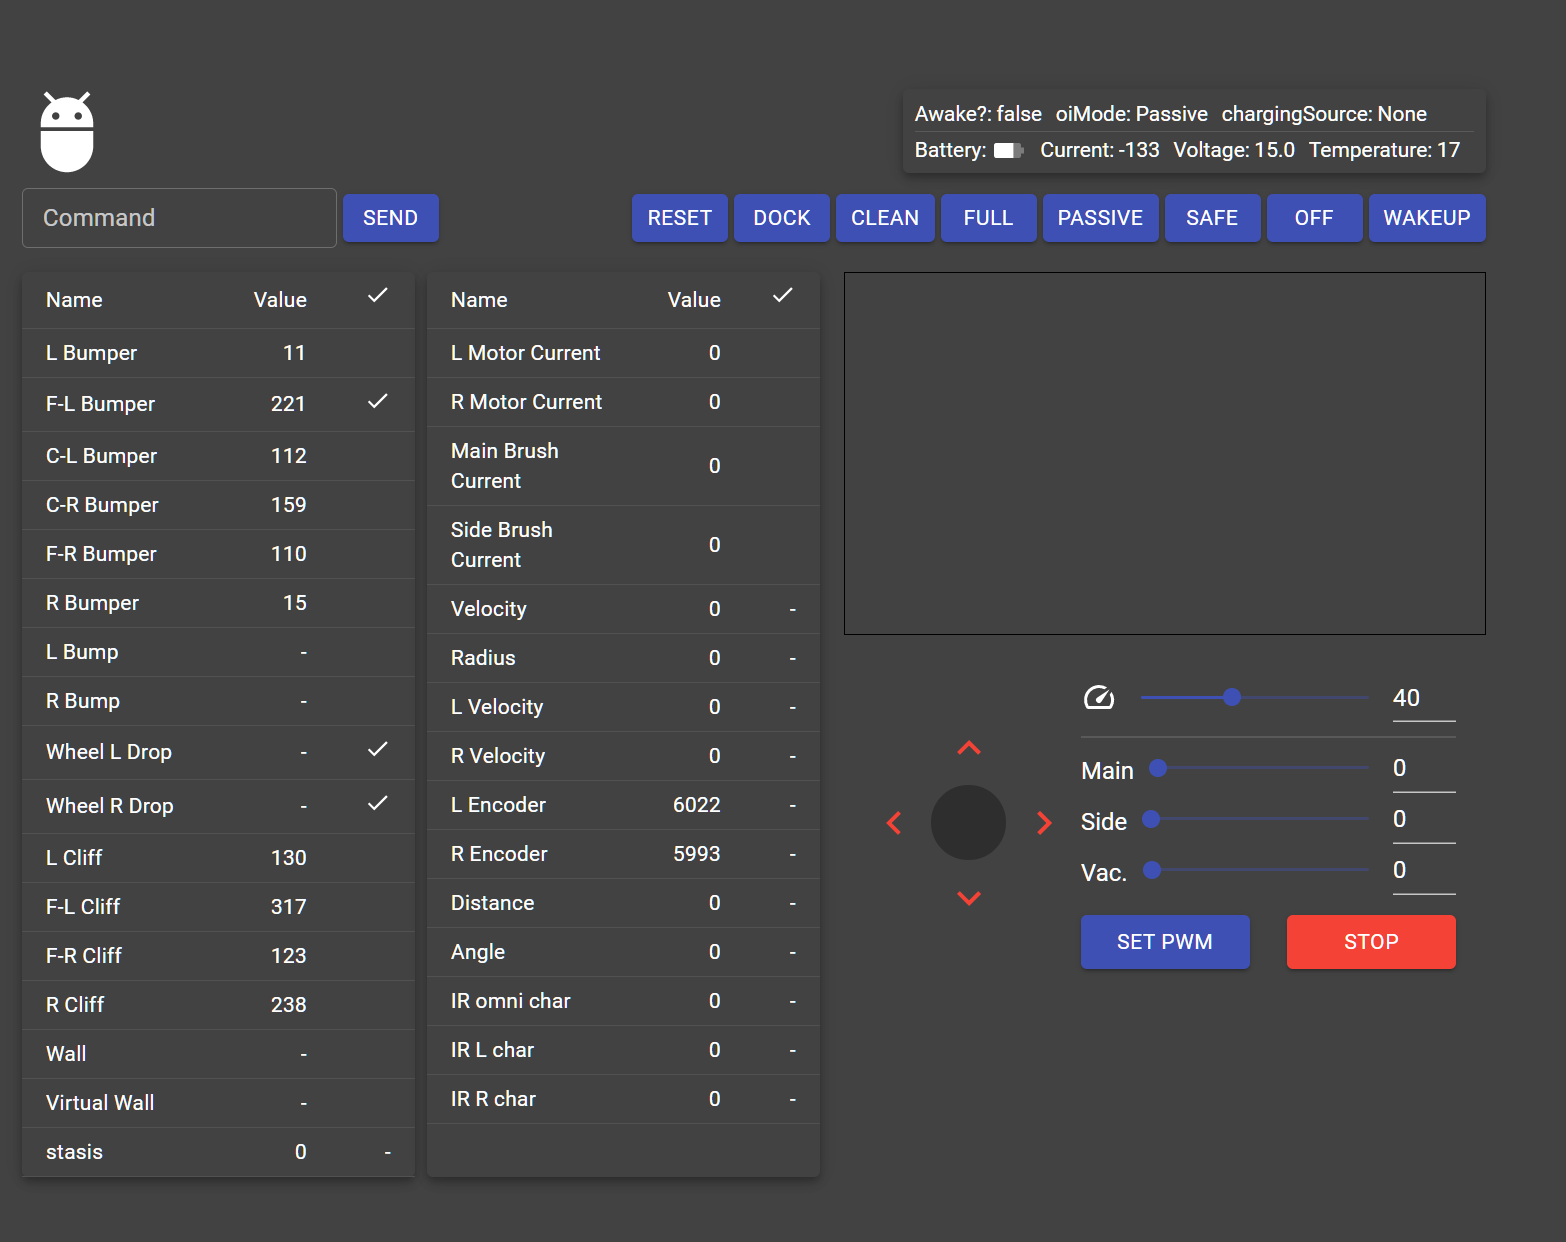 Awake?: false oiMode: Passive chargingSource: None
Battery: Current: -133 Voltage: 15.0 Temperature: 17
Command SEND RESET DOCK CLEAN FULL PASSIVE SAFE OFF WAKEUP
Name Value
L Bumper 11
F-L Bumper 221
C-L Bumper 112
C-R Bumper 159
F-R Bumper 110
R Bumper 15
L Bump -
R Bump -
Wheel L Drop -
Wheel R Drop -
L Cliff 130
F-L Cliff 317
F-R Cliff 123
R Cliff 238
Wall -
Virtual Wall -
stasis 0 -
Name Value
L Motor Current 0
R Motor Current 0
Main Brush
Current 0
Side Brush
Current 0
Velocity 0 -
Radius 0 -
L Velocity 0 -
R Velocity 0 -
L Encoder 6022 -
R Encoder 5993 -
Distance 0 -
Angle 0 -
IR omni char 0 -
IR L char 0 -
IR R char 0 -
40
Main 0
Side 0
Vac. 0
SET PWM STOP